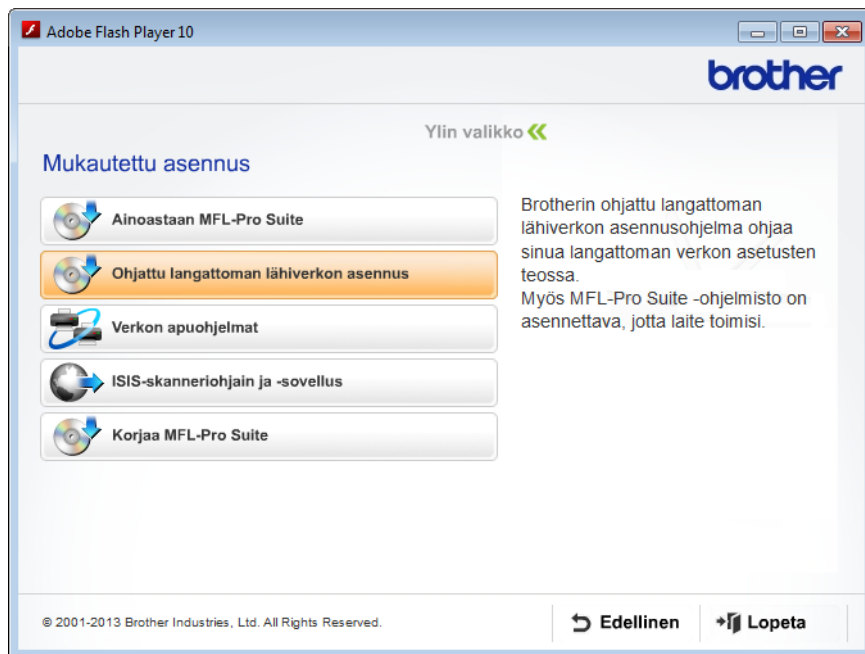 Adobe Flash Player 10
brother
Ylin valikko
Mukautettu asennus
Ainoastaan MFL-Pro Suite
Ohjattu langattoman lähiverkon asennus
Verkon apuohjelmat
ISIS-skanneriohjain ja -sovellus
Korjaa MFL-Pro Suite
Brotherin ohjattu langattoman
lähiverkon asennusohjelma ohjaa
sinua langattoman verkon asetusten
teossa.
Myös MFL-Pro Suite -ohjelmisto on
asennettava, jotta laite toimisi.
© 2001-2013 Brother Industries, Ltd. All Rights Reserved.
Edellinen
Lopeta